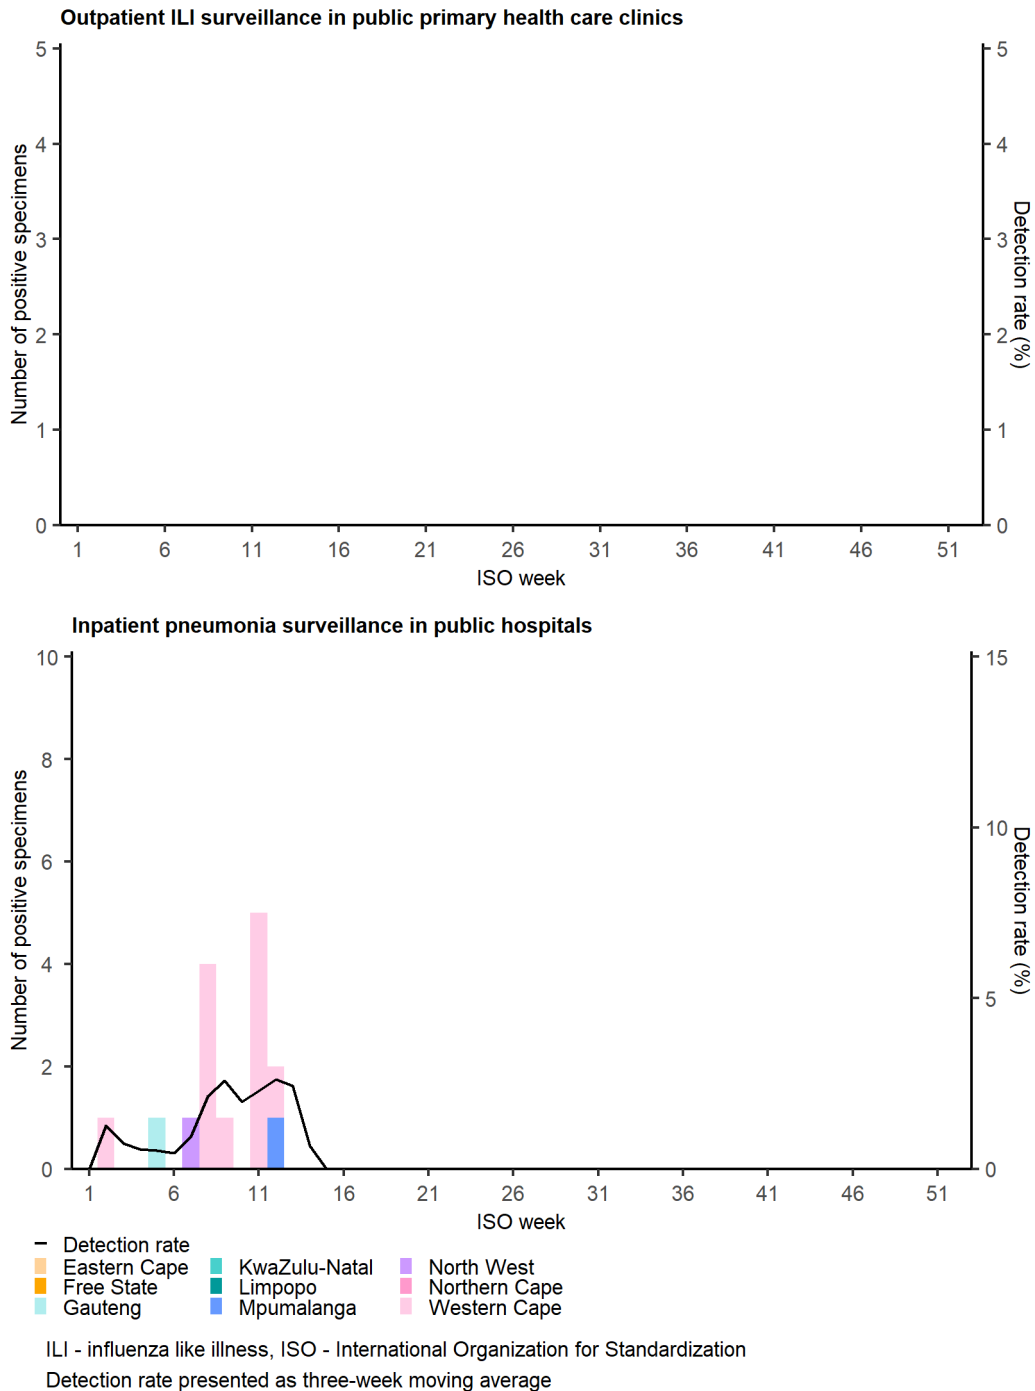 Outpatient ILI surveillance in public primary health care clinics
5
4
3
2
1
0
Number of positive specimens
5
4
3
2
1
0
Detection rate (%)
1 6 11 16 21 26 31 36 41 46 51
ISO week
Inpatient pneumonia surveillance in public hospitals
10
8
6
4
2
0
Number of positive specimens
15
10
5
0
Detection rate (%)
1 6 11 16 21 26 31 36 41 46 51
ISO week
Detection rate
Eastern Cape KwaZulu-Natal North West
Free State Limpopo Northern Cape
Gauteng Mpumalanga Western Cape
ILI - influenza like illness, ISO - International Organization for Standardization
Detection rate presented as three-week moving average